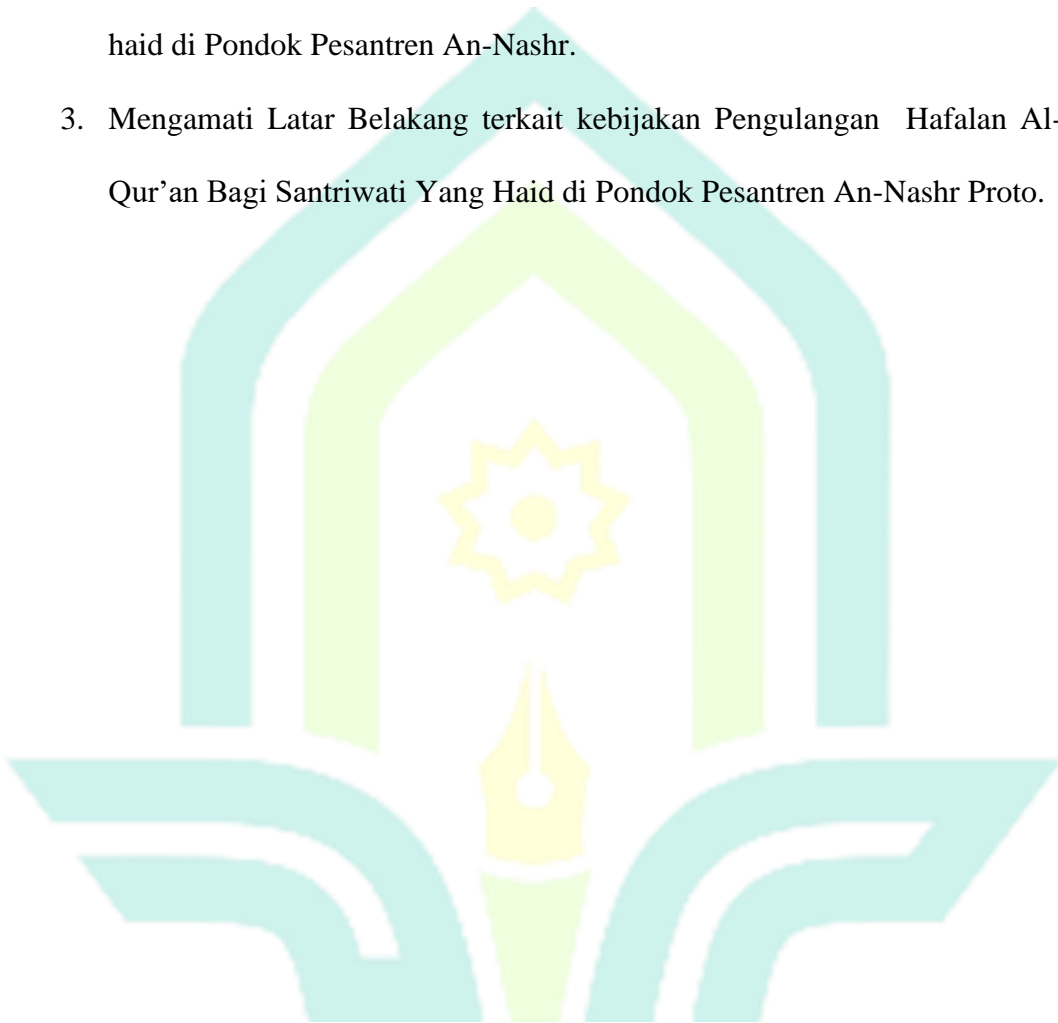 haid di Pondok Pesantren An-Nashr.
3. Mengamati Latar Belakang terkait kebijakan Pengulangan Hafalan Al-
Qur’an Bagi Santriwati Yang Haid di Pondok Pesantren An-Nashr Proto.